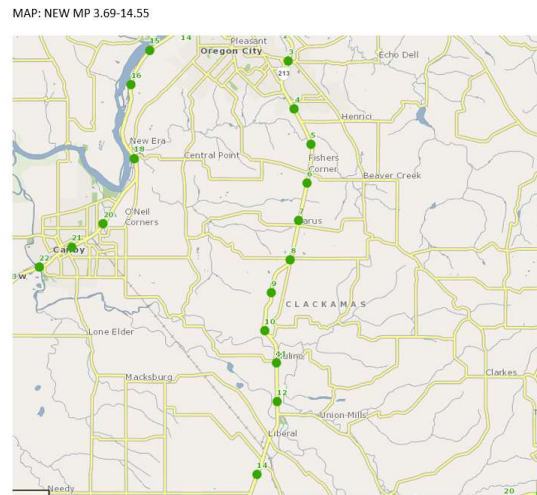 MAP: NEW MP 3.69-14.55
15
14
Pleasant
Oregon City
3
Echo Dell
213
16
4
Henrici
New Era
5
18
Central Point
Fishers
Corner
6
Beaver Creek
20
O'Neil
Corners
7
arus
21
Canby
22
8
w
9
CLACKAMAS
10
Lone Elder
11
ulino
Macksburg
Clarkes
12
Union Mills
Liberal
14
Needy
20